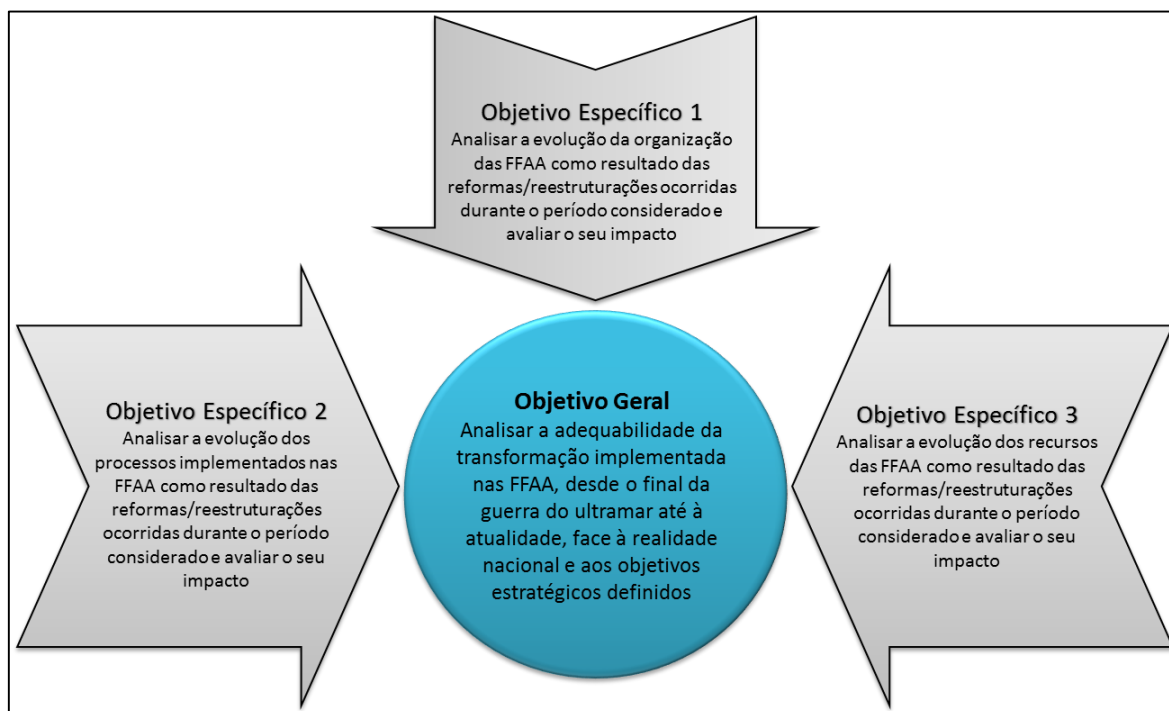 Objetivo Específico 1
Analisar a evolução da organização
das FFAA como resultado das
reformas/reestruturações ocorridas
durante o período considerado e
avaliar o seu impacto
Objetivo Específico 2
Analisar a evolução dos
processos implementados nas
FFAA como resultado das
reformas/reestruturações
ocorridas durante o período
considerado e avaliar o seu
impacto
Objetivo Geral
Analisar a adequabilidade da
transformação implementada
nas FFAA, desde o final da
guerra do ultramar até à
atualidade, face à realidade
nacional e aos objetivos
estratégicos definidos
Objetivo Específico 3
Analisar a evolução dos recursos
das FFAA como resultado das
reformas/reestruturações
ocorridas durante o período
considerado e avaliar o seu
impacto